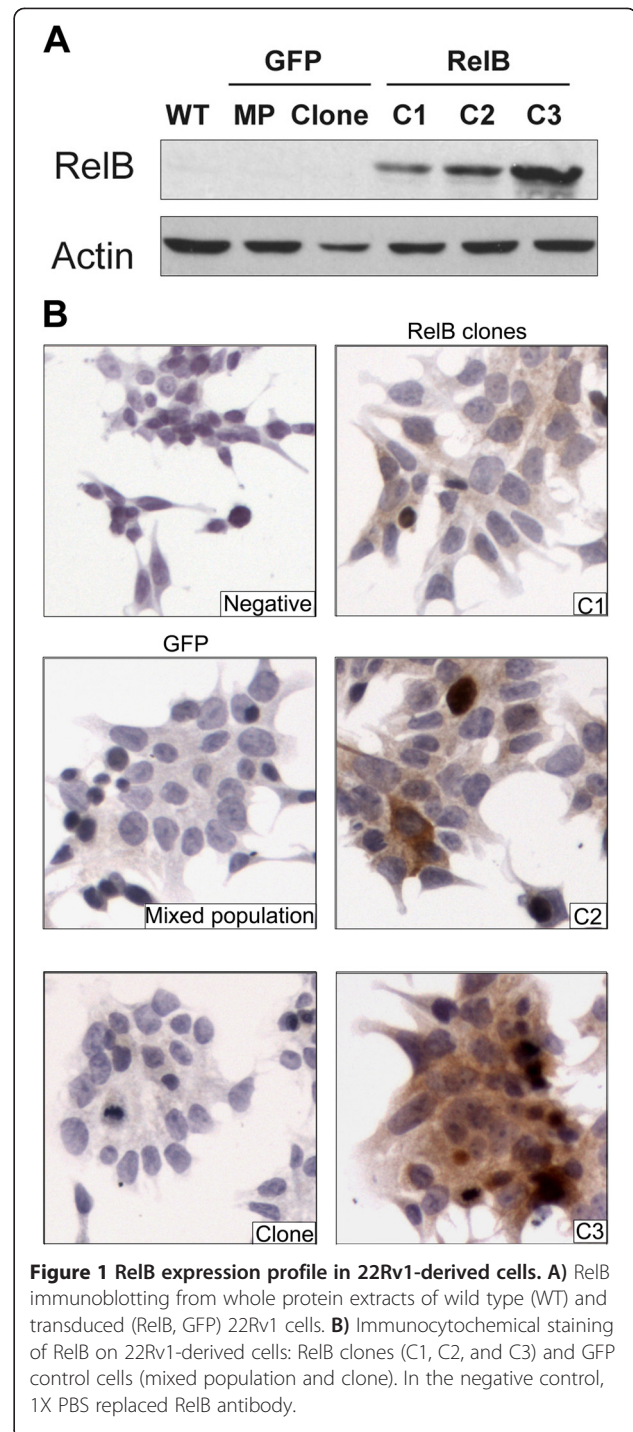 A
GFP RelB
WT MP Clone C1 C2 C3
RelB
Actin
B
RelB clones
Negative
C1
GFP
Mixed population
C2
Clone
C3
Figure 1 RelB expression profile in 22Rv1-derived cells. A) RelB
immunoblotting from whole protein extracts of wild type (WT) and
transduced (RelB, GFP) 22Rv1 cells. B) Immunocytochemical staining
of RelB on 22Rv1-derived cells: RelB clones (C1, C2, and C3) and GFP
control cells (mixed population and clone). In the negative control,
1X PBS replaced RelB antibody.